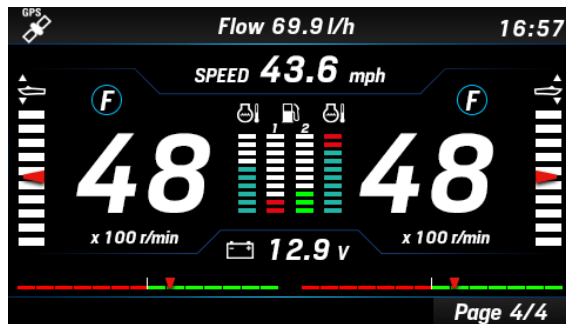 GPS
Flow 69.9 l/h
16:57
SPEED 43.6 mph
F
F
48
1
2
48
x 100 r/min
x 100 r/min
12.9 v
Page 4/4